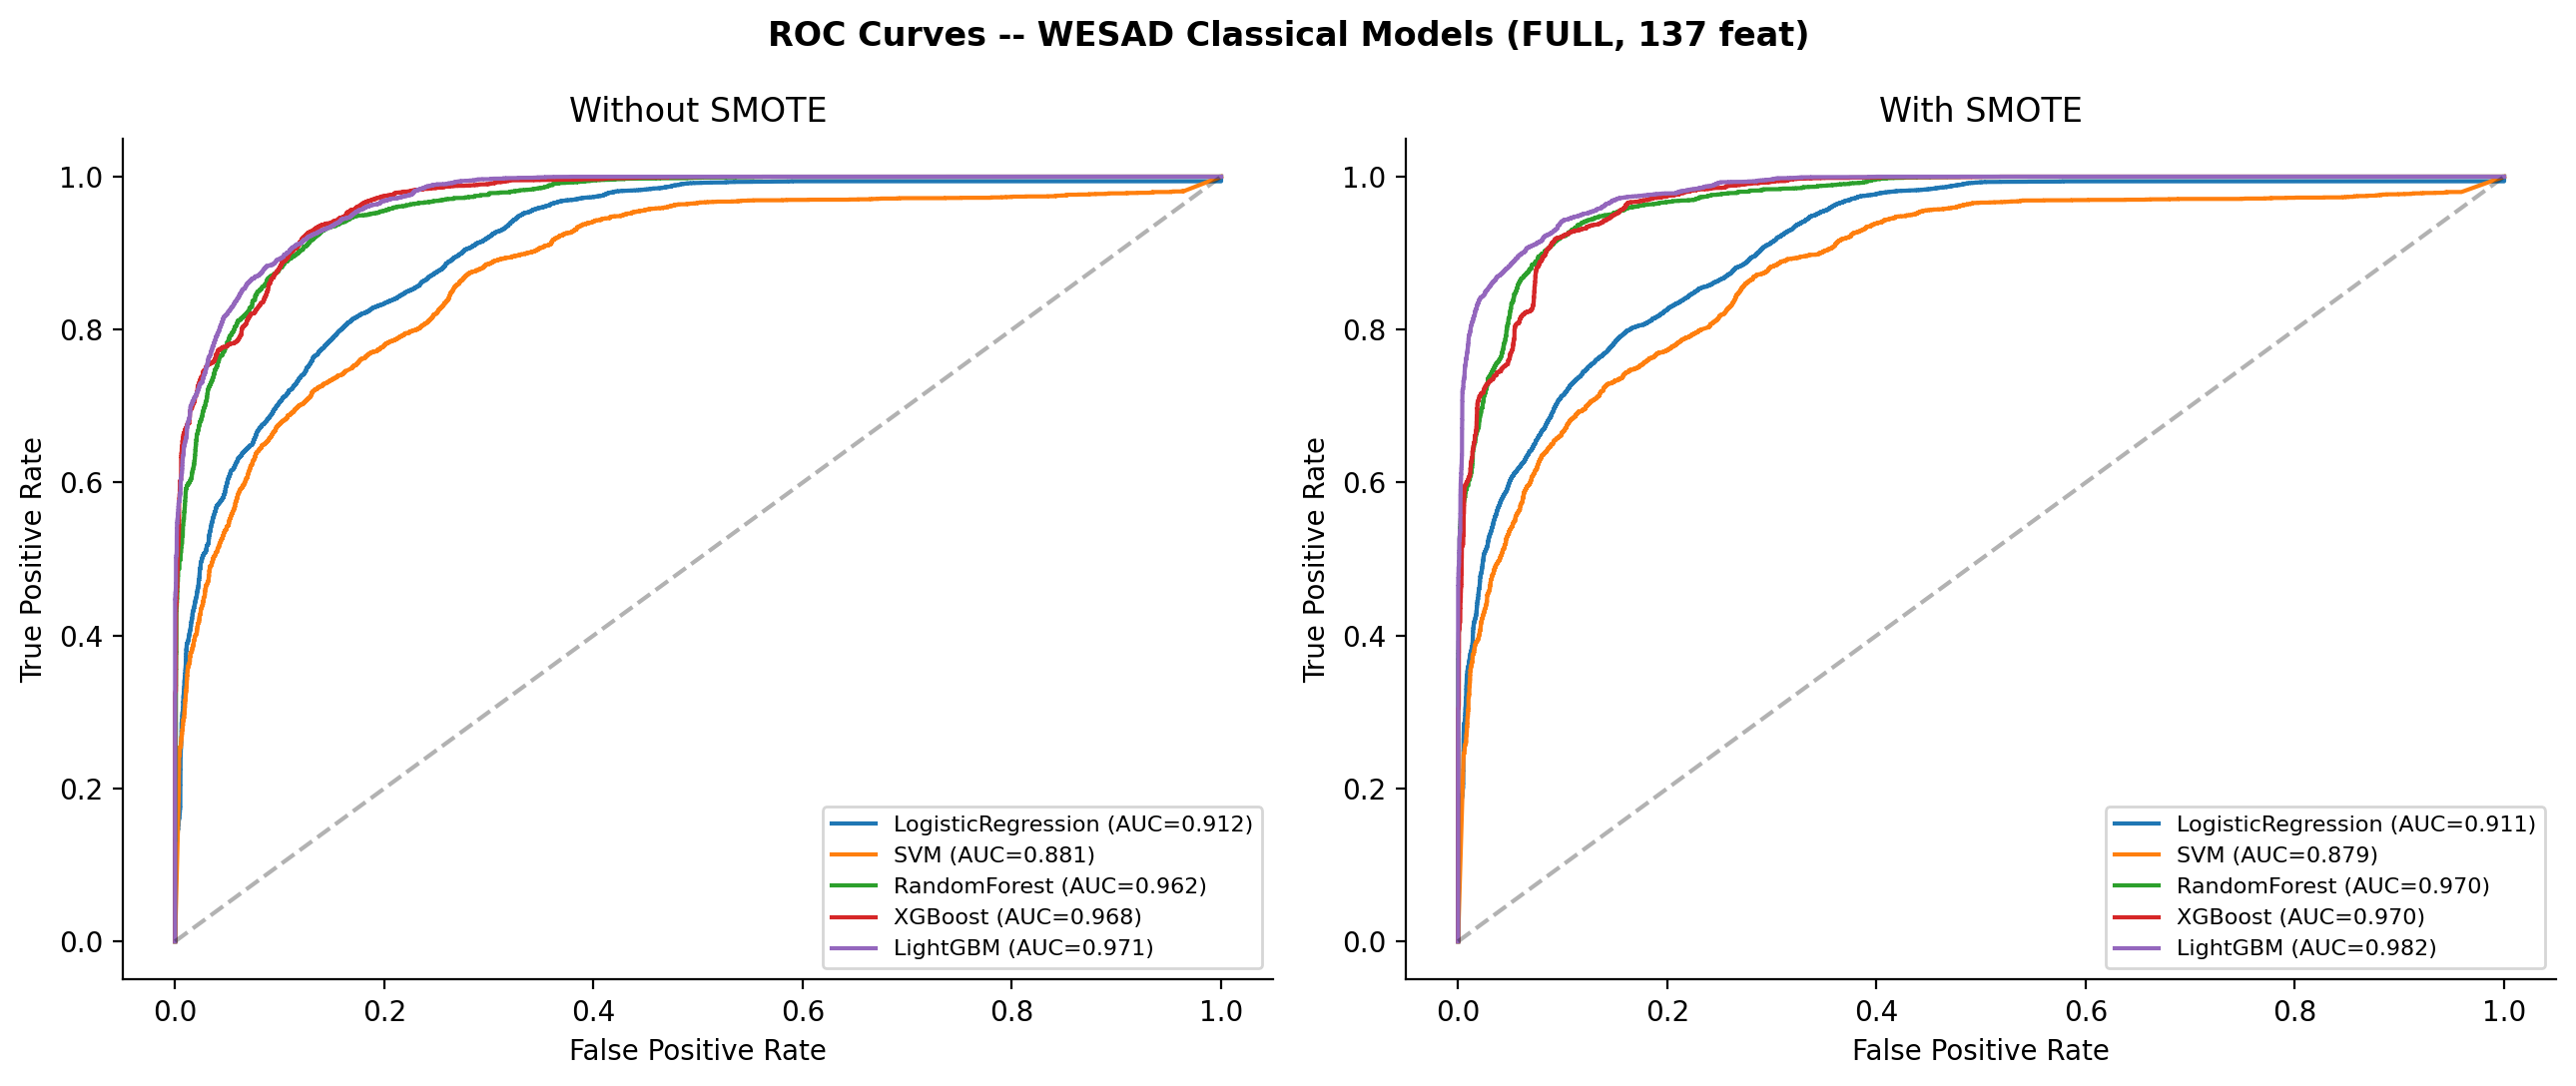 ROC Curves -- WESAD Classical Models (FULL, 137 feat)
Without SMOTE
True Positive Rate
1.0
0.8
0.6
0.4
0.2
0.0
LogisticRegression (AUC=0.912)
SVM (AUC=0.881)
RandomForest (AUC=0.962)
XGBoost (AUC=0.968)
LightGBM (AUC=0.971)
0.0 0.2 0.4 0.6 0.8 1.0
False Positive Rate
With SMOTE
True Positive Rate
1.0
0.8
0.6
0.4
0.2
0.0
LogisticRegression (AUC=0.911)
SVM (AUC=0.879)
RandomForest (AUC=0.970)
XGBoost (AUC=0.970)
LightGBM (AUC=0.982)
0.0 0.2 0.4 0.6 0.8 1.0
False Positive Rate